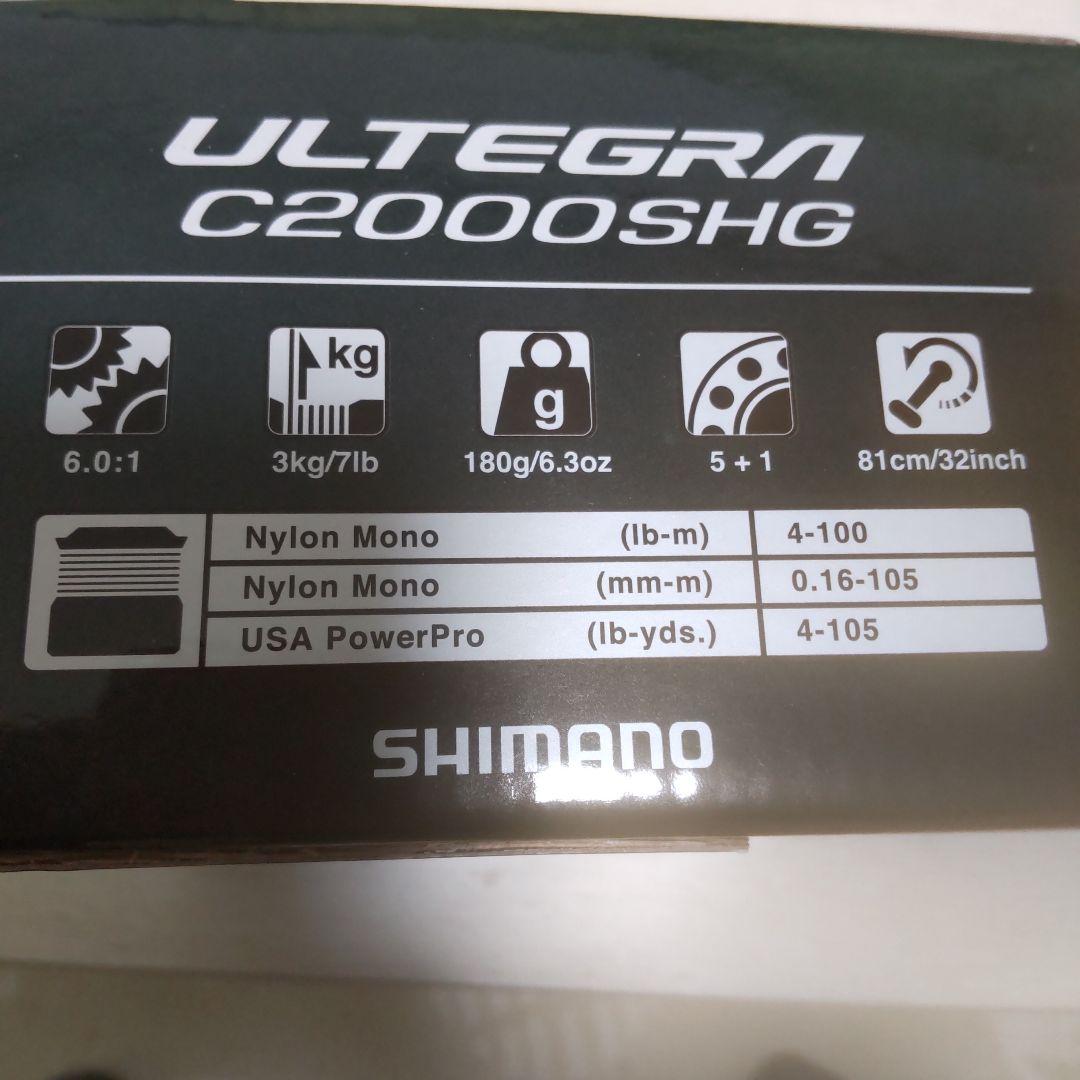 ULTEGRA
C2000SHG
kg
g
6.0:1 3kg/7lb 180g/6.3oz 5+1 81cm/32inch
Nylon Mono (lb-m) 4-100
Nylon Mono (mm-m) 0.16-105
USA PowerPro (lb-yds.) 4-105
SHIMANO